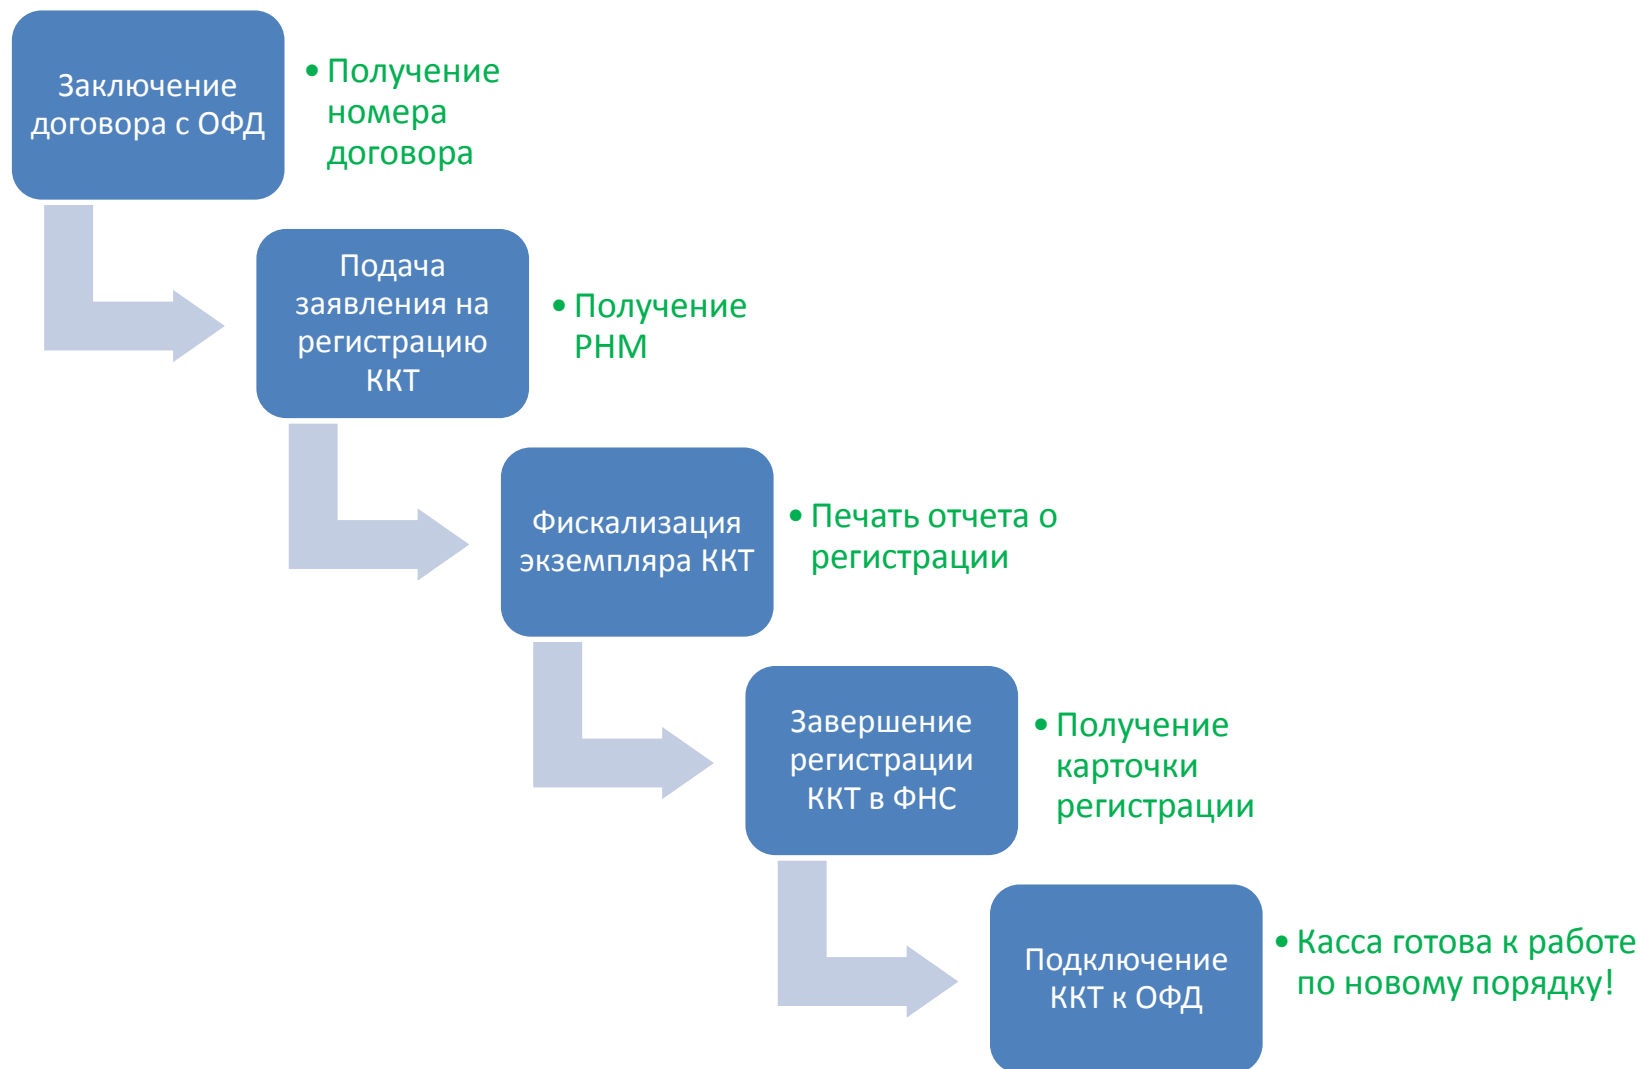 Заключение
договора с ОФД
• Получение
номера
договора
Подача
заявления на
регистрацию
ККТ
• Получение
РНМ
Фискализация
экземпляра ККТ
• Печать отчета о
регистрации
Завершение
регистрации
ККТ в ФНС
• Получение
карточки
регистрации
Подключение
ККТ к ОФД
• Касса готова к работе
по новому порядку!